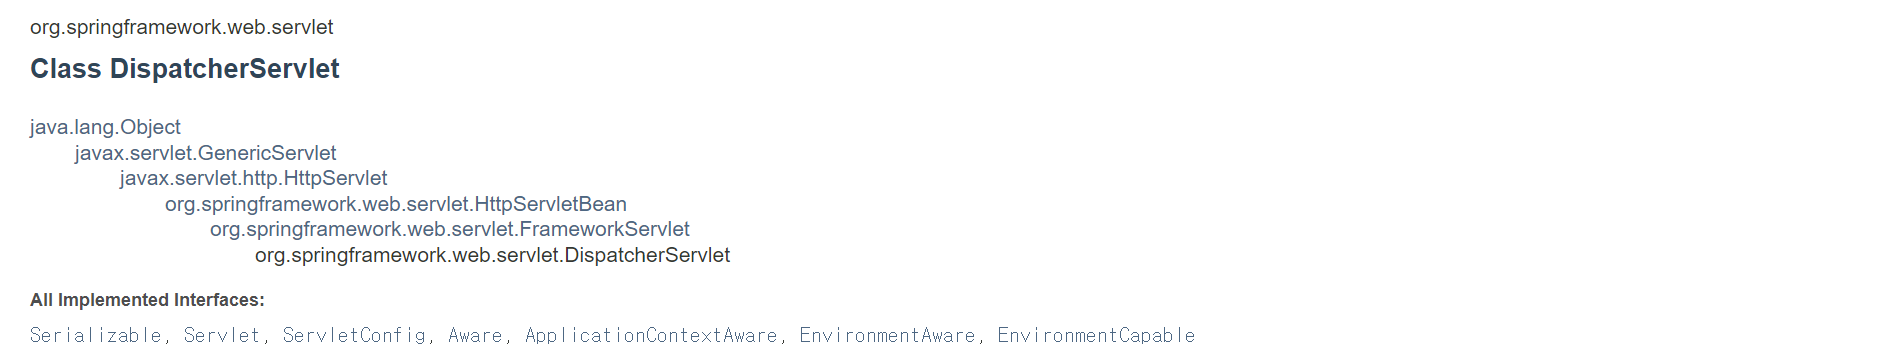 org.springframework.web.servlet
Class DispatcherServlet
java.lang.Object
javax.servlet.GenericServlet
javax.servlet.http.HttpServlet
org.springframework.web.servlet.HttpServletBean
org.springframework.web.servlet.FrameworkServlet
org.springframework.web.servlet.DispatcherServlet
All Implemented Interfaces:
Serializable, Servlet, ServletConfig, Aware, ApplicationContextAware, EnvironmentAware, EnvironmentCapable